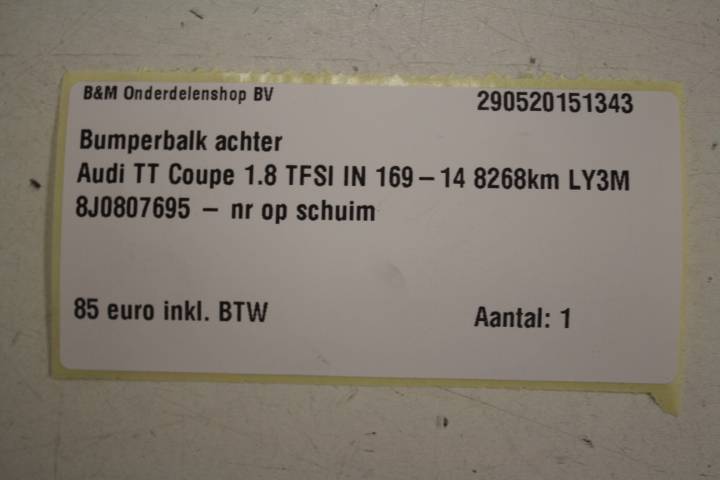 B&M Onderdelenshop BV
290520151343
Bumperbalk achter
Audi TT Coupe 1.8 TFSI IN 169 – 14 8268km LY3M
8J0807695 – nr op schuim
85 euro inkl. BTW
Aantal: 1